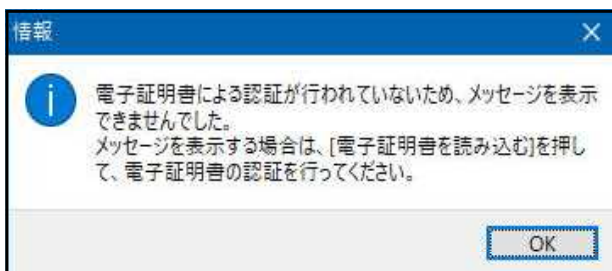 情報
電子証明書による認証が行われていないため、メッセージを表示
できませんでした。
メッセージを表示する場合は、[電子証明書を読み込む]を押し
て、電子証明書の認証を行ってください。
OK